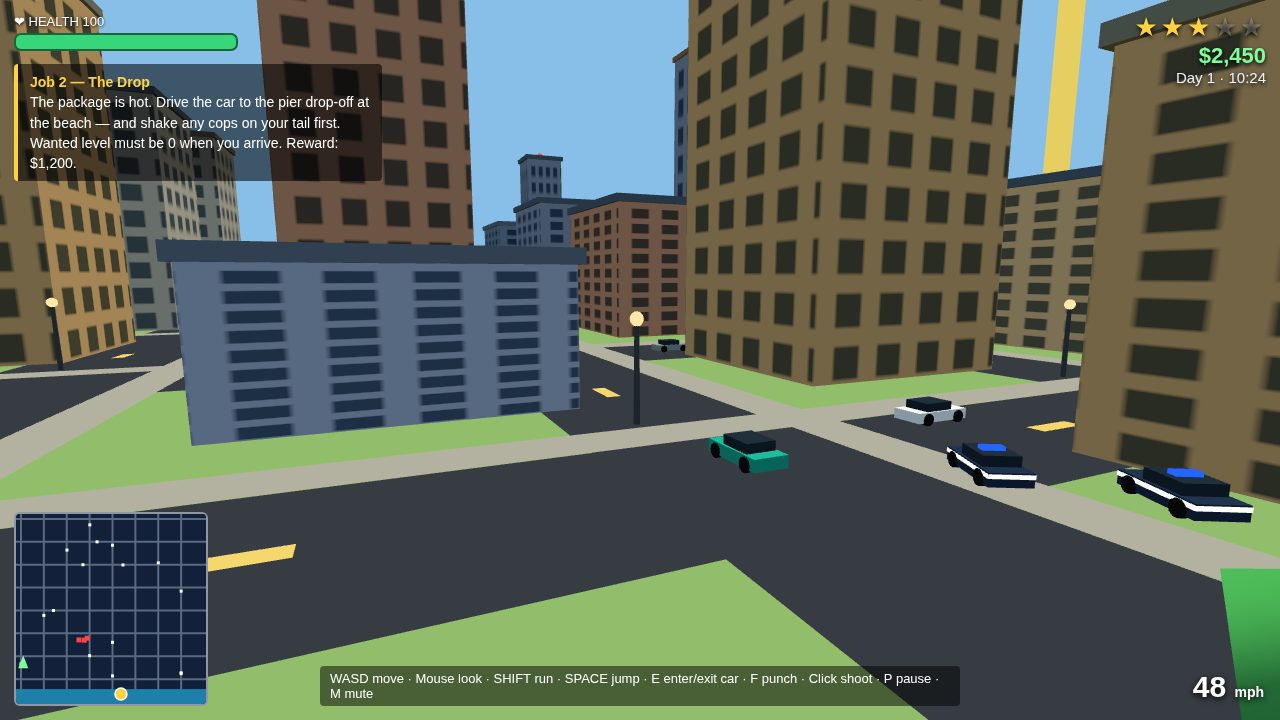 ❤ HEALTH 100
★★★★★
$2,450
Day 1 · 10:24
Job 2 — The Drop
The package is hot. Drive the car to the pier drop-off at
the beach — and shake any cops on your tail first.
Wanted level must be 0 when you arrive. Reward:
$1,200.
WASD move · Mouse look · SHIFT run · SPACE jump · E enter/exit car · F punch · Click shoot · P pause ·
M mute
48 mph